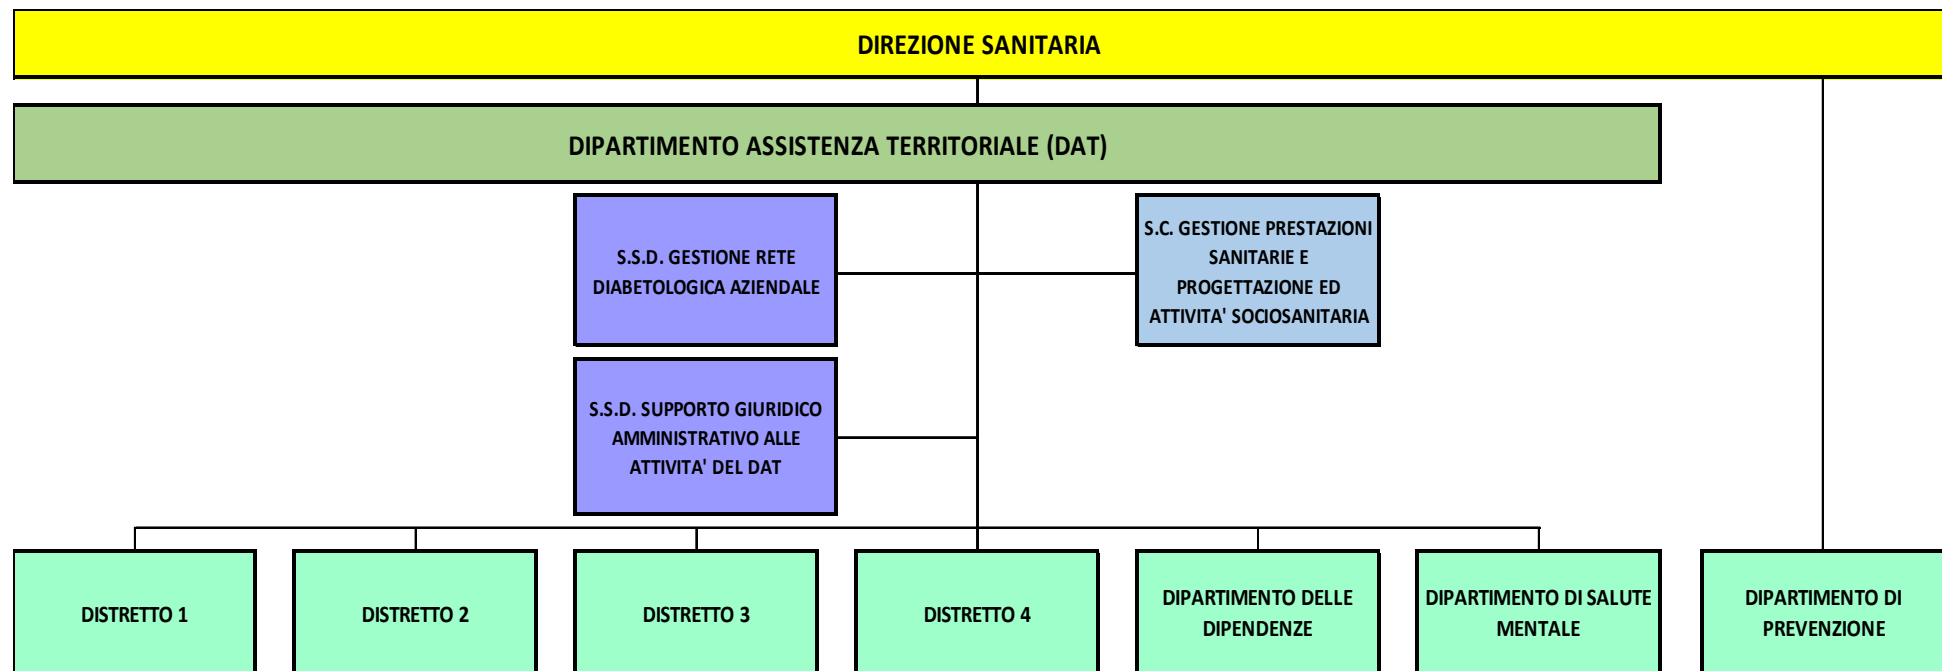 DIREZIONE SANITARIA
DIPARTIMENTO ASSISTENZA TERRITORIALE (DAT)
S.S.D. GESTIONE RETE
DIABETOLOGICA AZIENDALE
S.C. GESTIONE PRESTAZIONI
SANITARIE E
PROGETTAZIONE ED
ATTIVITA' SOCIOSANITARIA
S.S.D. SUPPORTO GIURIDICO
AMMINISTRATIVO ALLE
ATTIVITA' DEL DAT
DISTRETTO 1
DISTRETTO 2
DISTRETTO 3
DISTRETTO 4
DIPARTIMENTO DELLE
DIPENDENZE
DIPARTIMENTO DI SALUTE
MENTALE
DIPARTIMENTO DI
PREVENZIONE